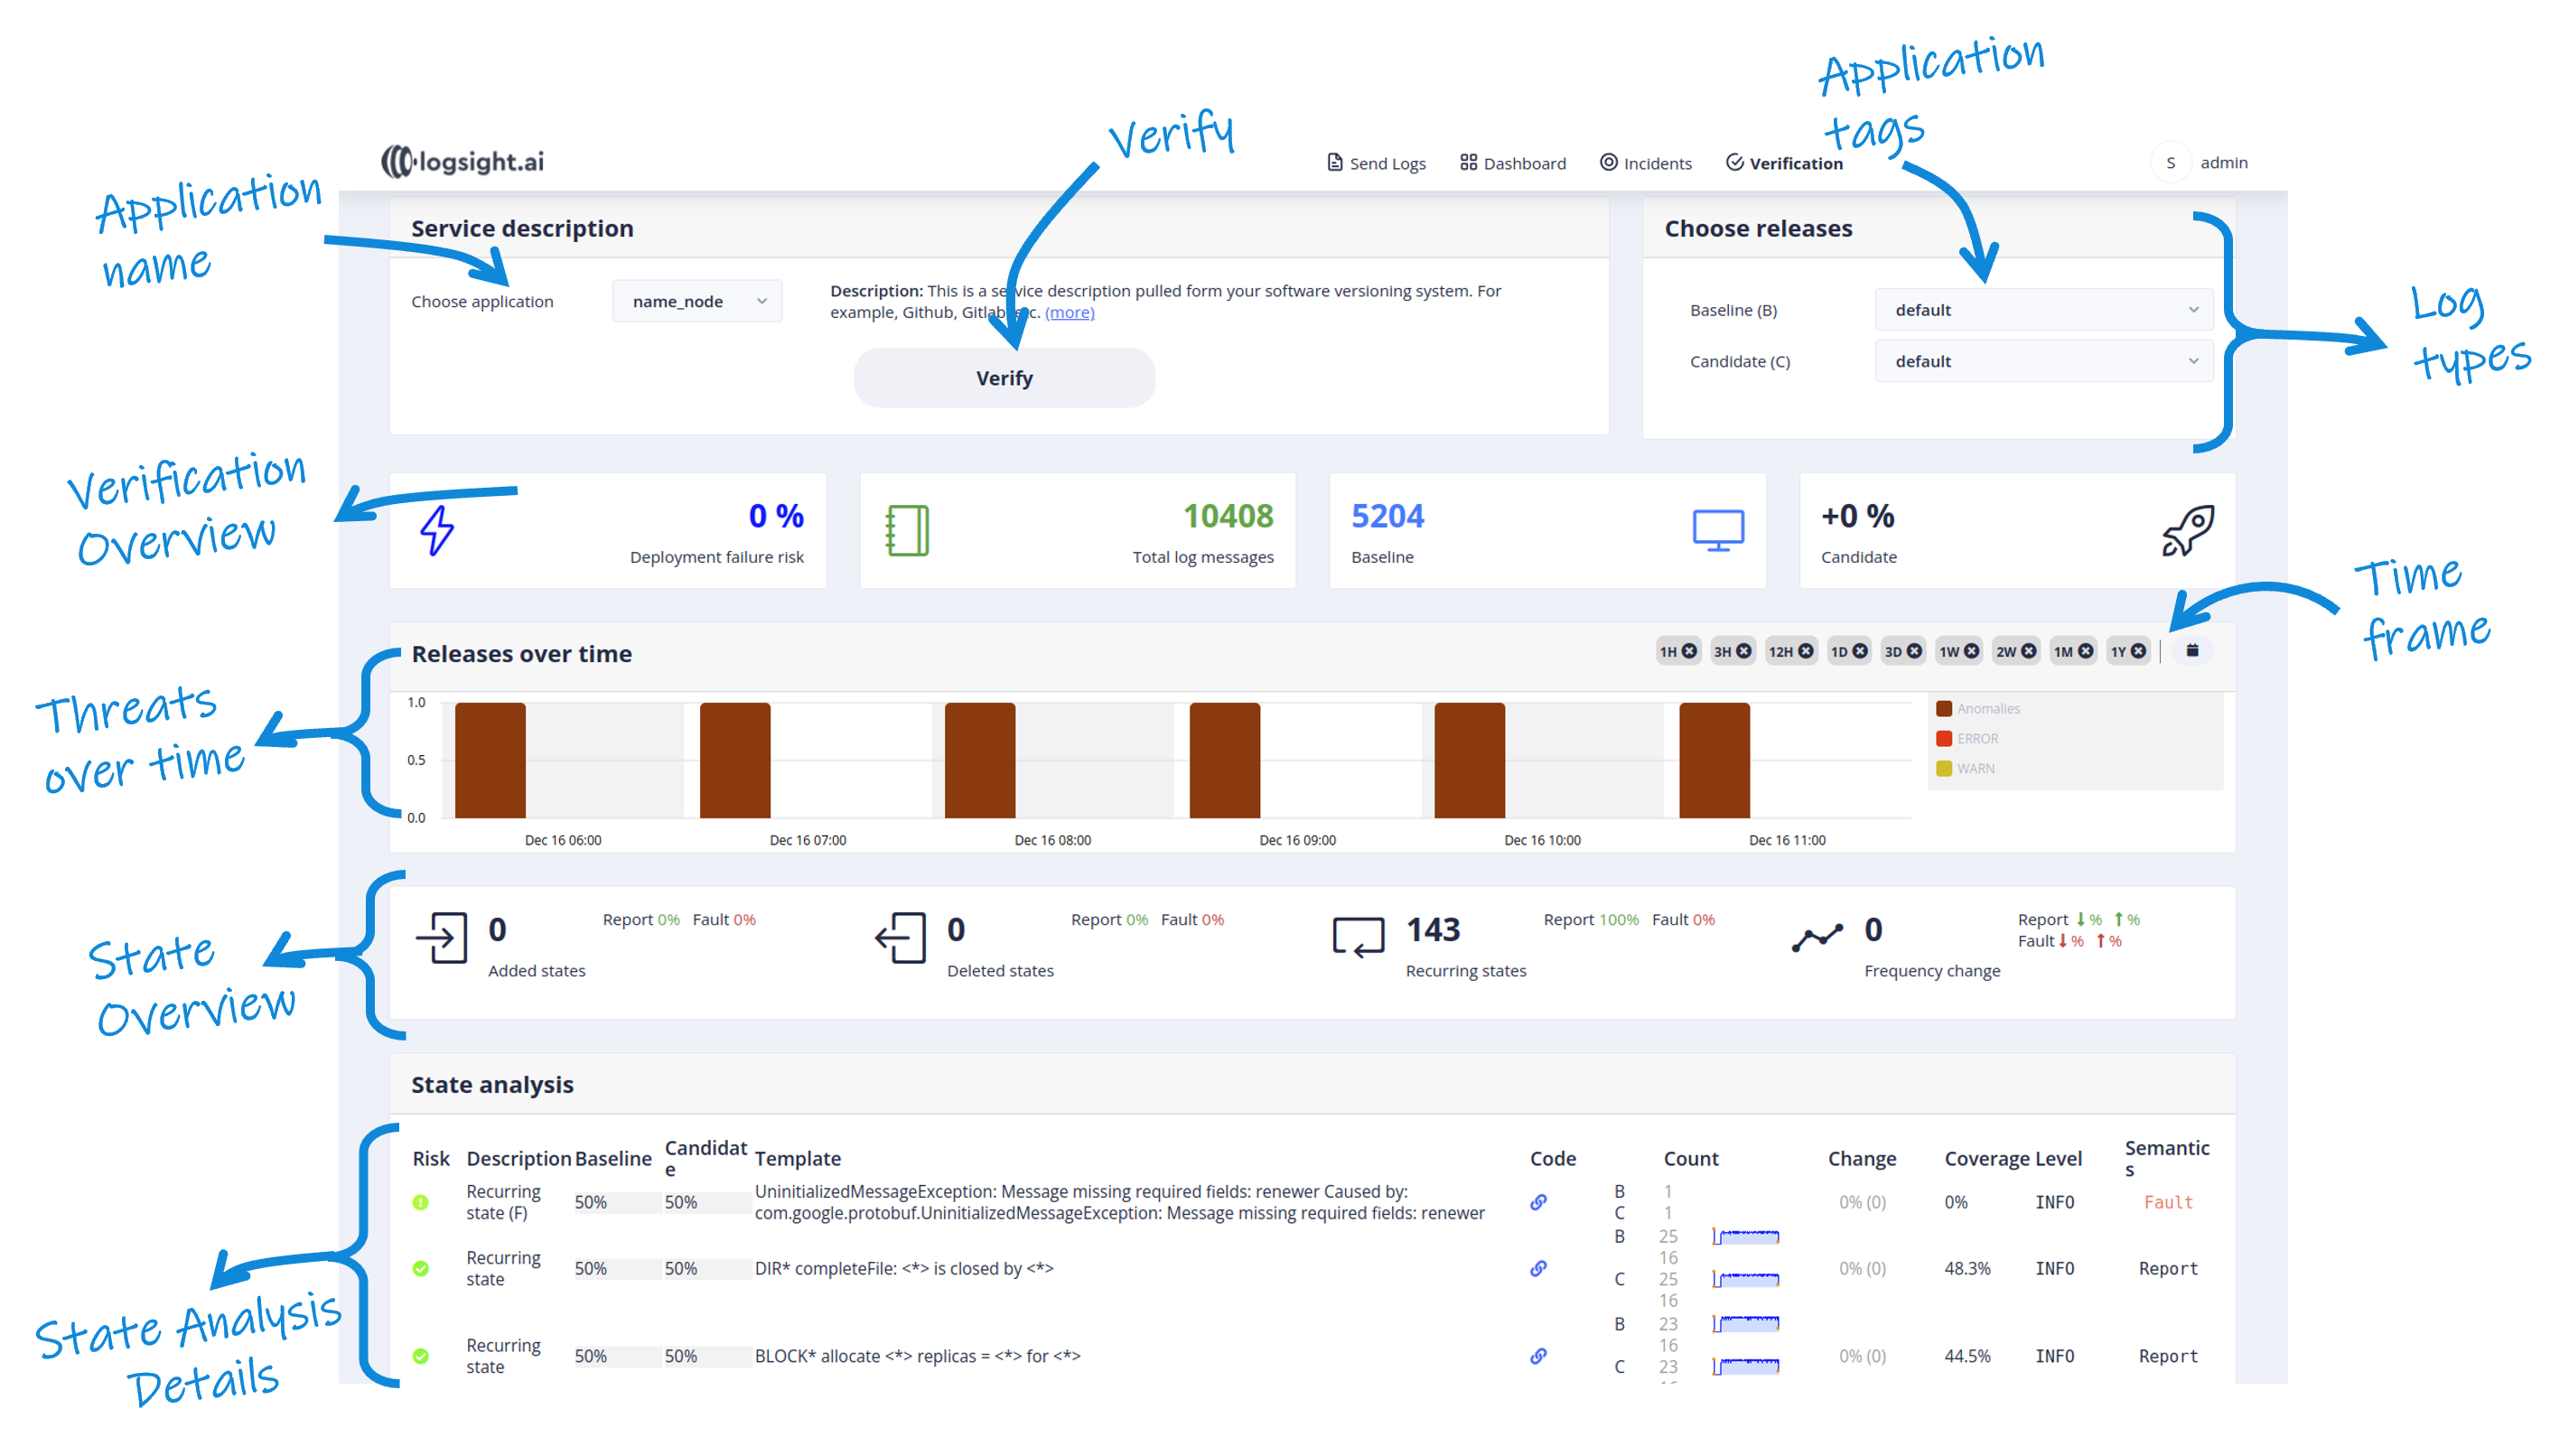 Application
tags
Verify
logsight.ai
Send Logs
Dashboard
Incidents
Verification
S
admin
Application
name
Service description
Choose application
name_node
Description: This is a service description pulled form your software versioning system. For
example, Github, Gitlab etc. (more)
Verify
Choose releases
Baseline (B)
default
Candidate (C)
default
Log
types
Verification
Overview
0 %
Deployment failure risk
10408
Total log messages
5204
Baseline
+0 %
Candidate
Time
frame
Threats
over time
Releases over time
1H
3H
12H
1D
3D
1W
2W
1M
1Y
1.0
0.5
0.0
Dec 16 06:00
Dec 16 07:00
Dec 16 08:00
Dec 16 09:00
Dec 16 10:00
Dec 16 11:00
Anomalies
ERROR
WARN
State
Overview
0
Added states
Report 0% Fault 0%
0
Deleted states
Report 0% Fault 0%
143
Recurring states
Report 100% Fault 0%
0
Frequency change
Report ↓% ↑%
Fault ↓% ↑%
State analysis
State Analysis
Details
Risk
Description
Baseline
Candidat
e
Template
Code
Count
Change
Coverage
Level
Semantic
s
Recurring
state (F)
50%
50%
UninitializedMessageException: Message missing required fields: renewer Caused by:
com.google.protobuf.UninitializedMessageException: Message missing required fields: renewer
B 1
C 1
0% (0)
0%
INFO
Fault
Recurring
state
50%
50%
DIR* completeFile: <*> is closed by <*>
B 25
16
C 25
16
0% (0)
48.3%
INFO
Report
Recurring
state
50%
50%
BLOCK* allocate <*> replicas = <*> for <*>
B 23
16
C 23
0% (0)
44.5%
INFO
Report